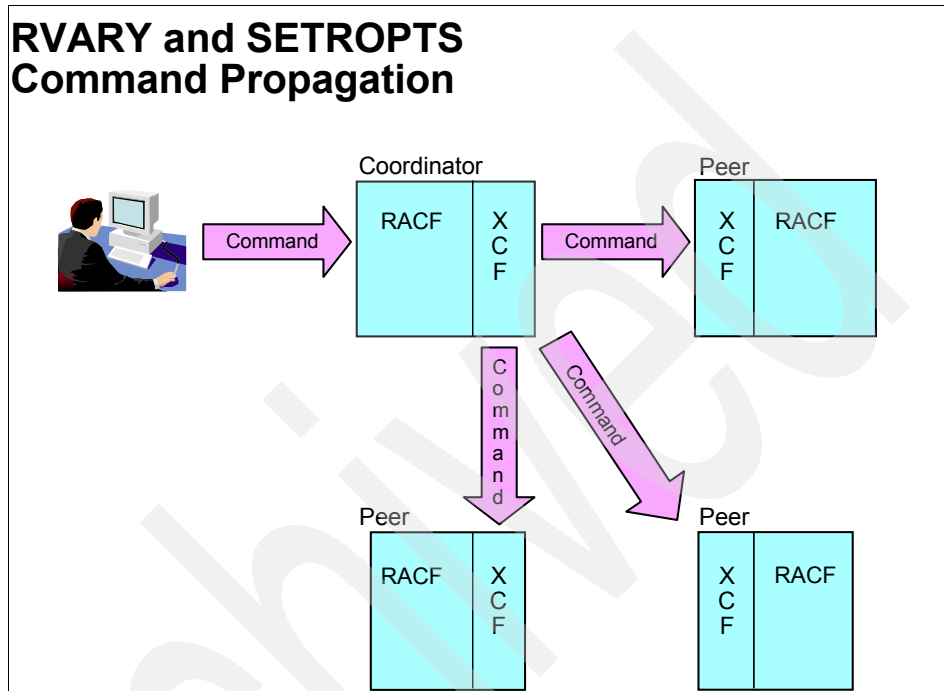 RVARY and SETROPTS
Command Propagation
Coordinator
Peer
RACF
XCF
XCF
RACF
Command
Command
Command
Command
Peer
Peer
RACF
XCF
XCF
RACF